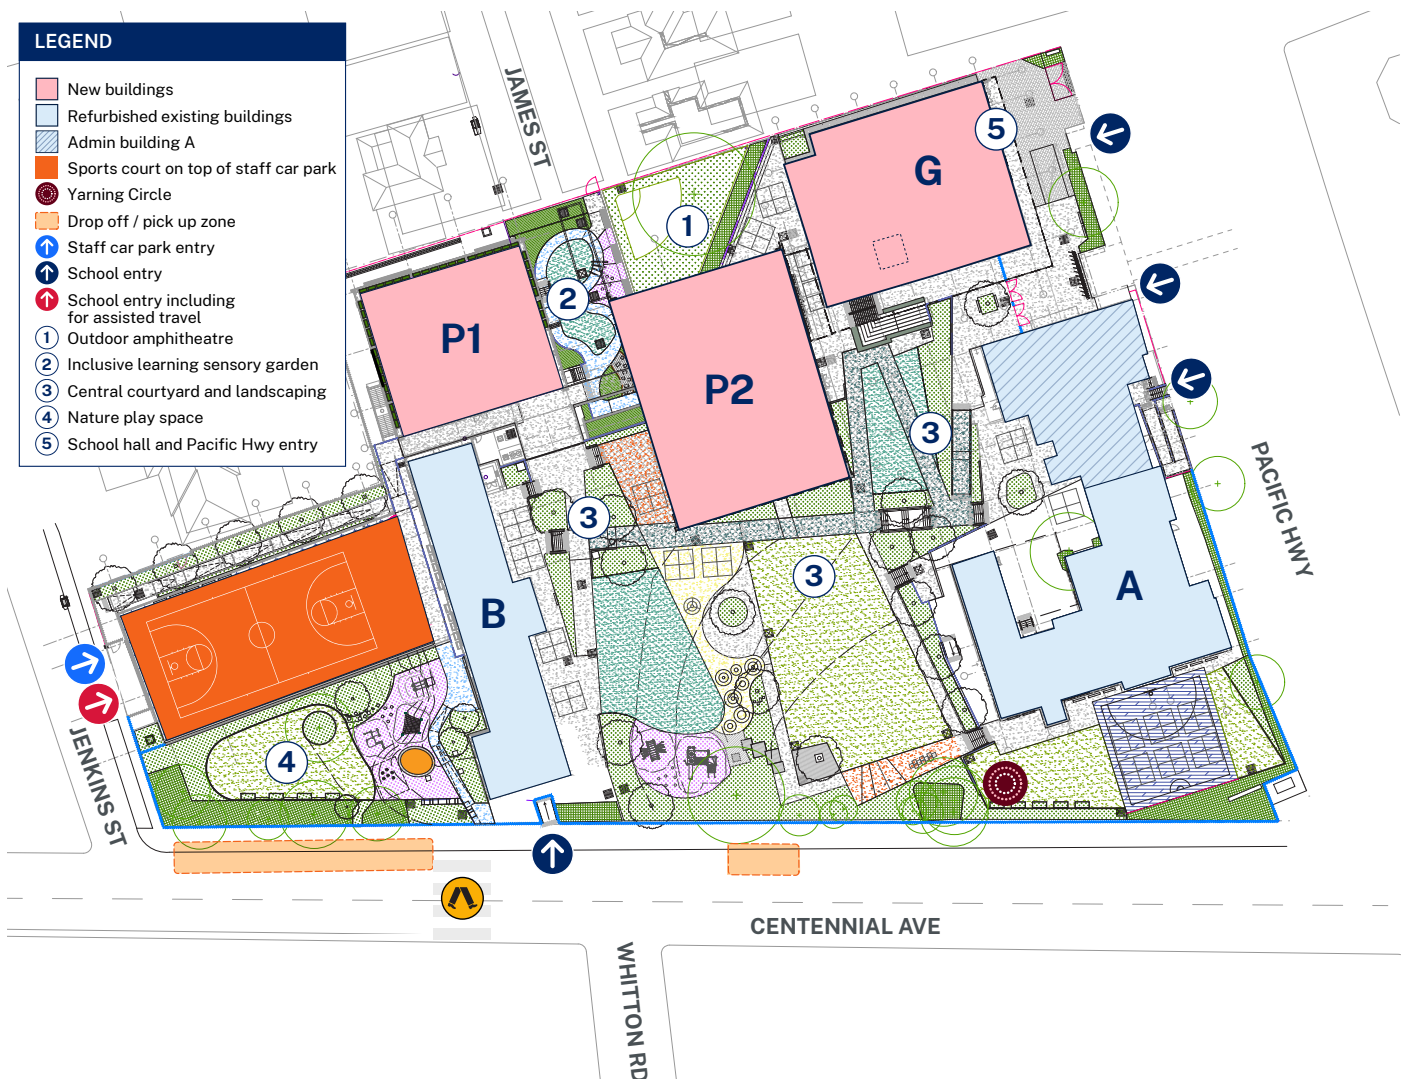 LEGEND
New buildings
Refurbished existing buildings
Admin building A
Sports court on top of staff car park
Yarning Circle
Drop off / pick up zone
Staff car park entry
School entry
School entry including
for assisted travel
1 Outdoor amphitheatre
2 Inclusive learning sensory garden
3 Central courtyard and landscaping
4 Nature play space
5 School hall and Pacific Hwy entry
JAMES ST
5
G
1
2
P1
P2
3
3
3
PACIFIC HWY
B
A
4
JENKINS ST
CENTENNIAL AVE
WHITTON RD